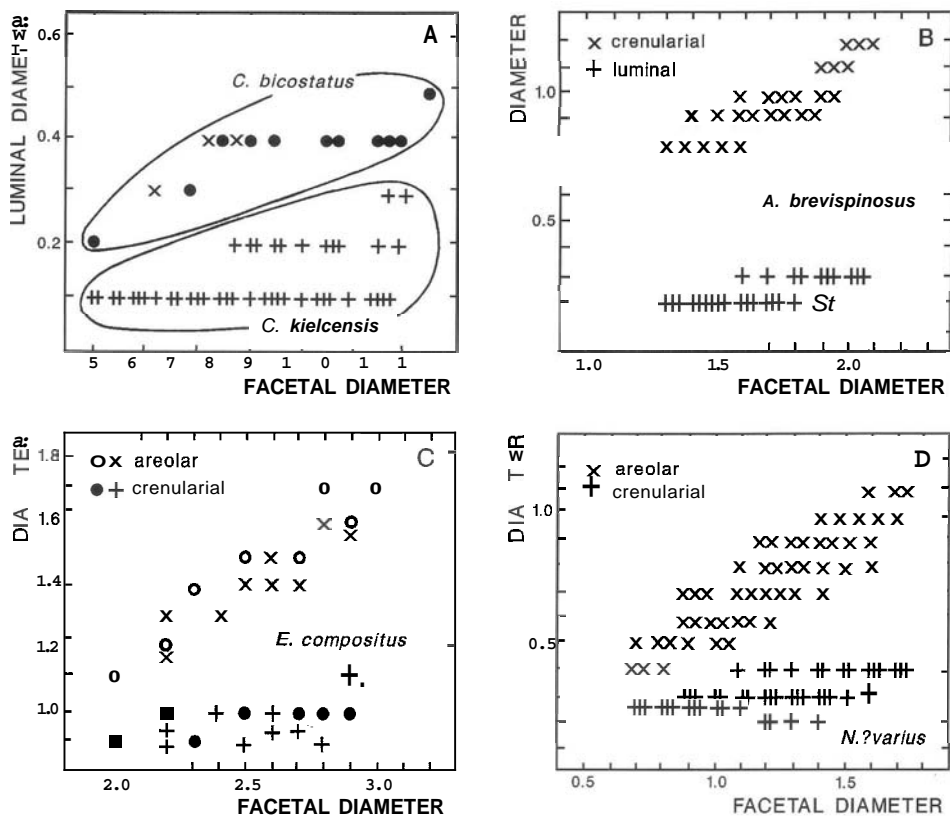 A
LUMINAL DIAMETER
0.6
0.4
0.2
C. bicostatus
C. kielcensis
5 6 7 8 9 1 0 1 1
FACETAL DIAMETER
B
DIAMETER
× crenularial
+ luminal
1.0
0.5
A. brevispinosus
St
1.0 1.5 2.0
FACETAL DIAMETER
C
DIA TE
o× areolar
●+ crenularial
1.8
1.6
1.4
1.2
1.0
E. compositus
2.0 2.5 3.0
FACETAL DIAMETER
D
DIA T
× areolar
+ crenularial
1.0
0.5
N.?varius
0.5 1.0 1.5
FACETAL DIAMETER